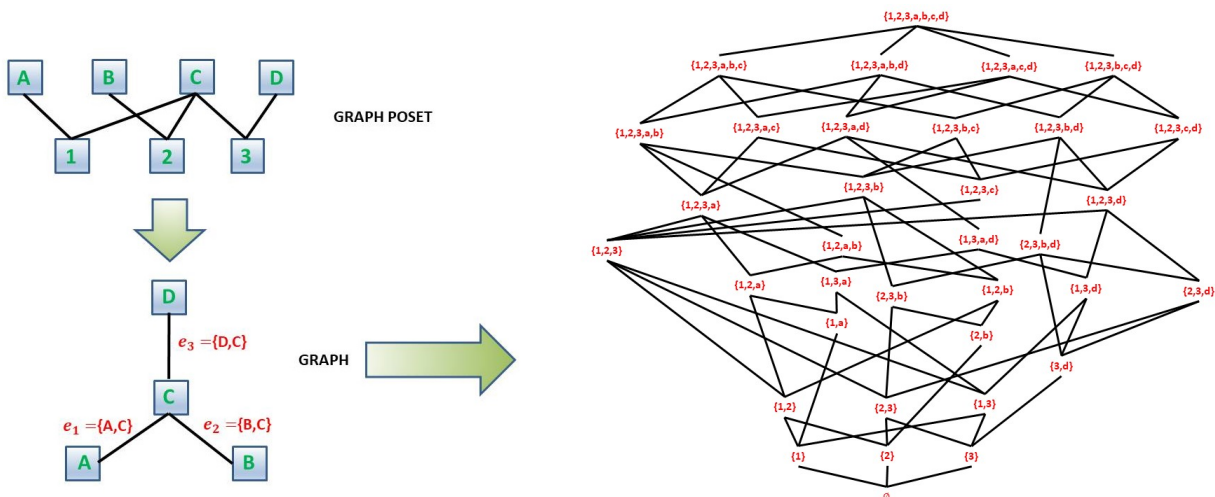 A B C D
1 2 3
GRAPH POSET
D
e₃ ={D,C}
GRAPH
C
e₁ ={A,C}
e₂ ={B,C}
A
B
{1,2,3,a,b,c,d}
{1,2,3,a,b,c} {1,2,3,a,b,d} {1,2,3,a,c,d} {1,2,3,b,c,d}
{1,2,3,a,b} {1,2,3,a,c} {1,2,3,a,d} {1,2,3,b,c} {1,2,3,b,d} {1,2,3,c,d}
{1,2,3,a} {1,2,3,b} {1,2,3,c} {1,2,3,d}
{1,2,3} {1,2,a,b} {1,3,a,d} {2,3,b,d}
{1,2,a} {1,3,a} {2,3,b} {1,2,b} {1,3,d} {2,3,d}
{1,a} {2,b} {3,d}
{1,2} {2,3} {1,3}
{1} {2} {3}
∅